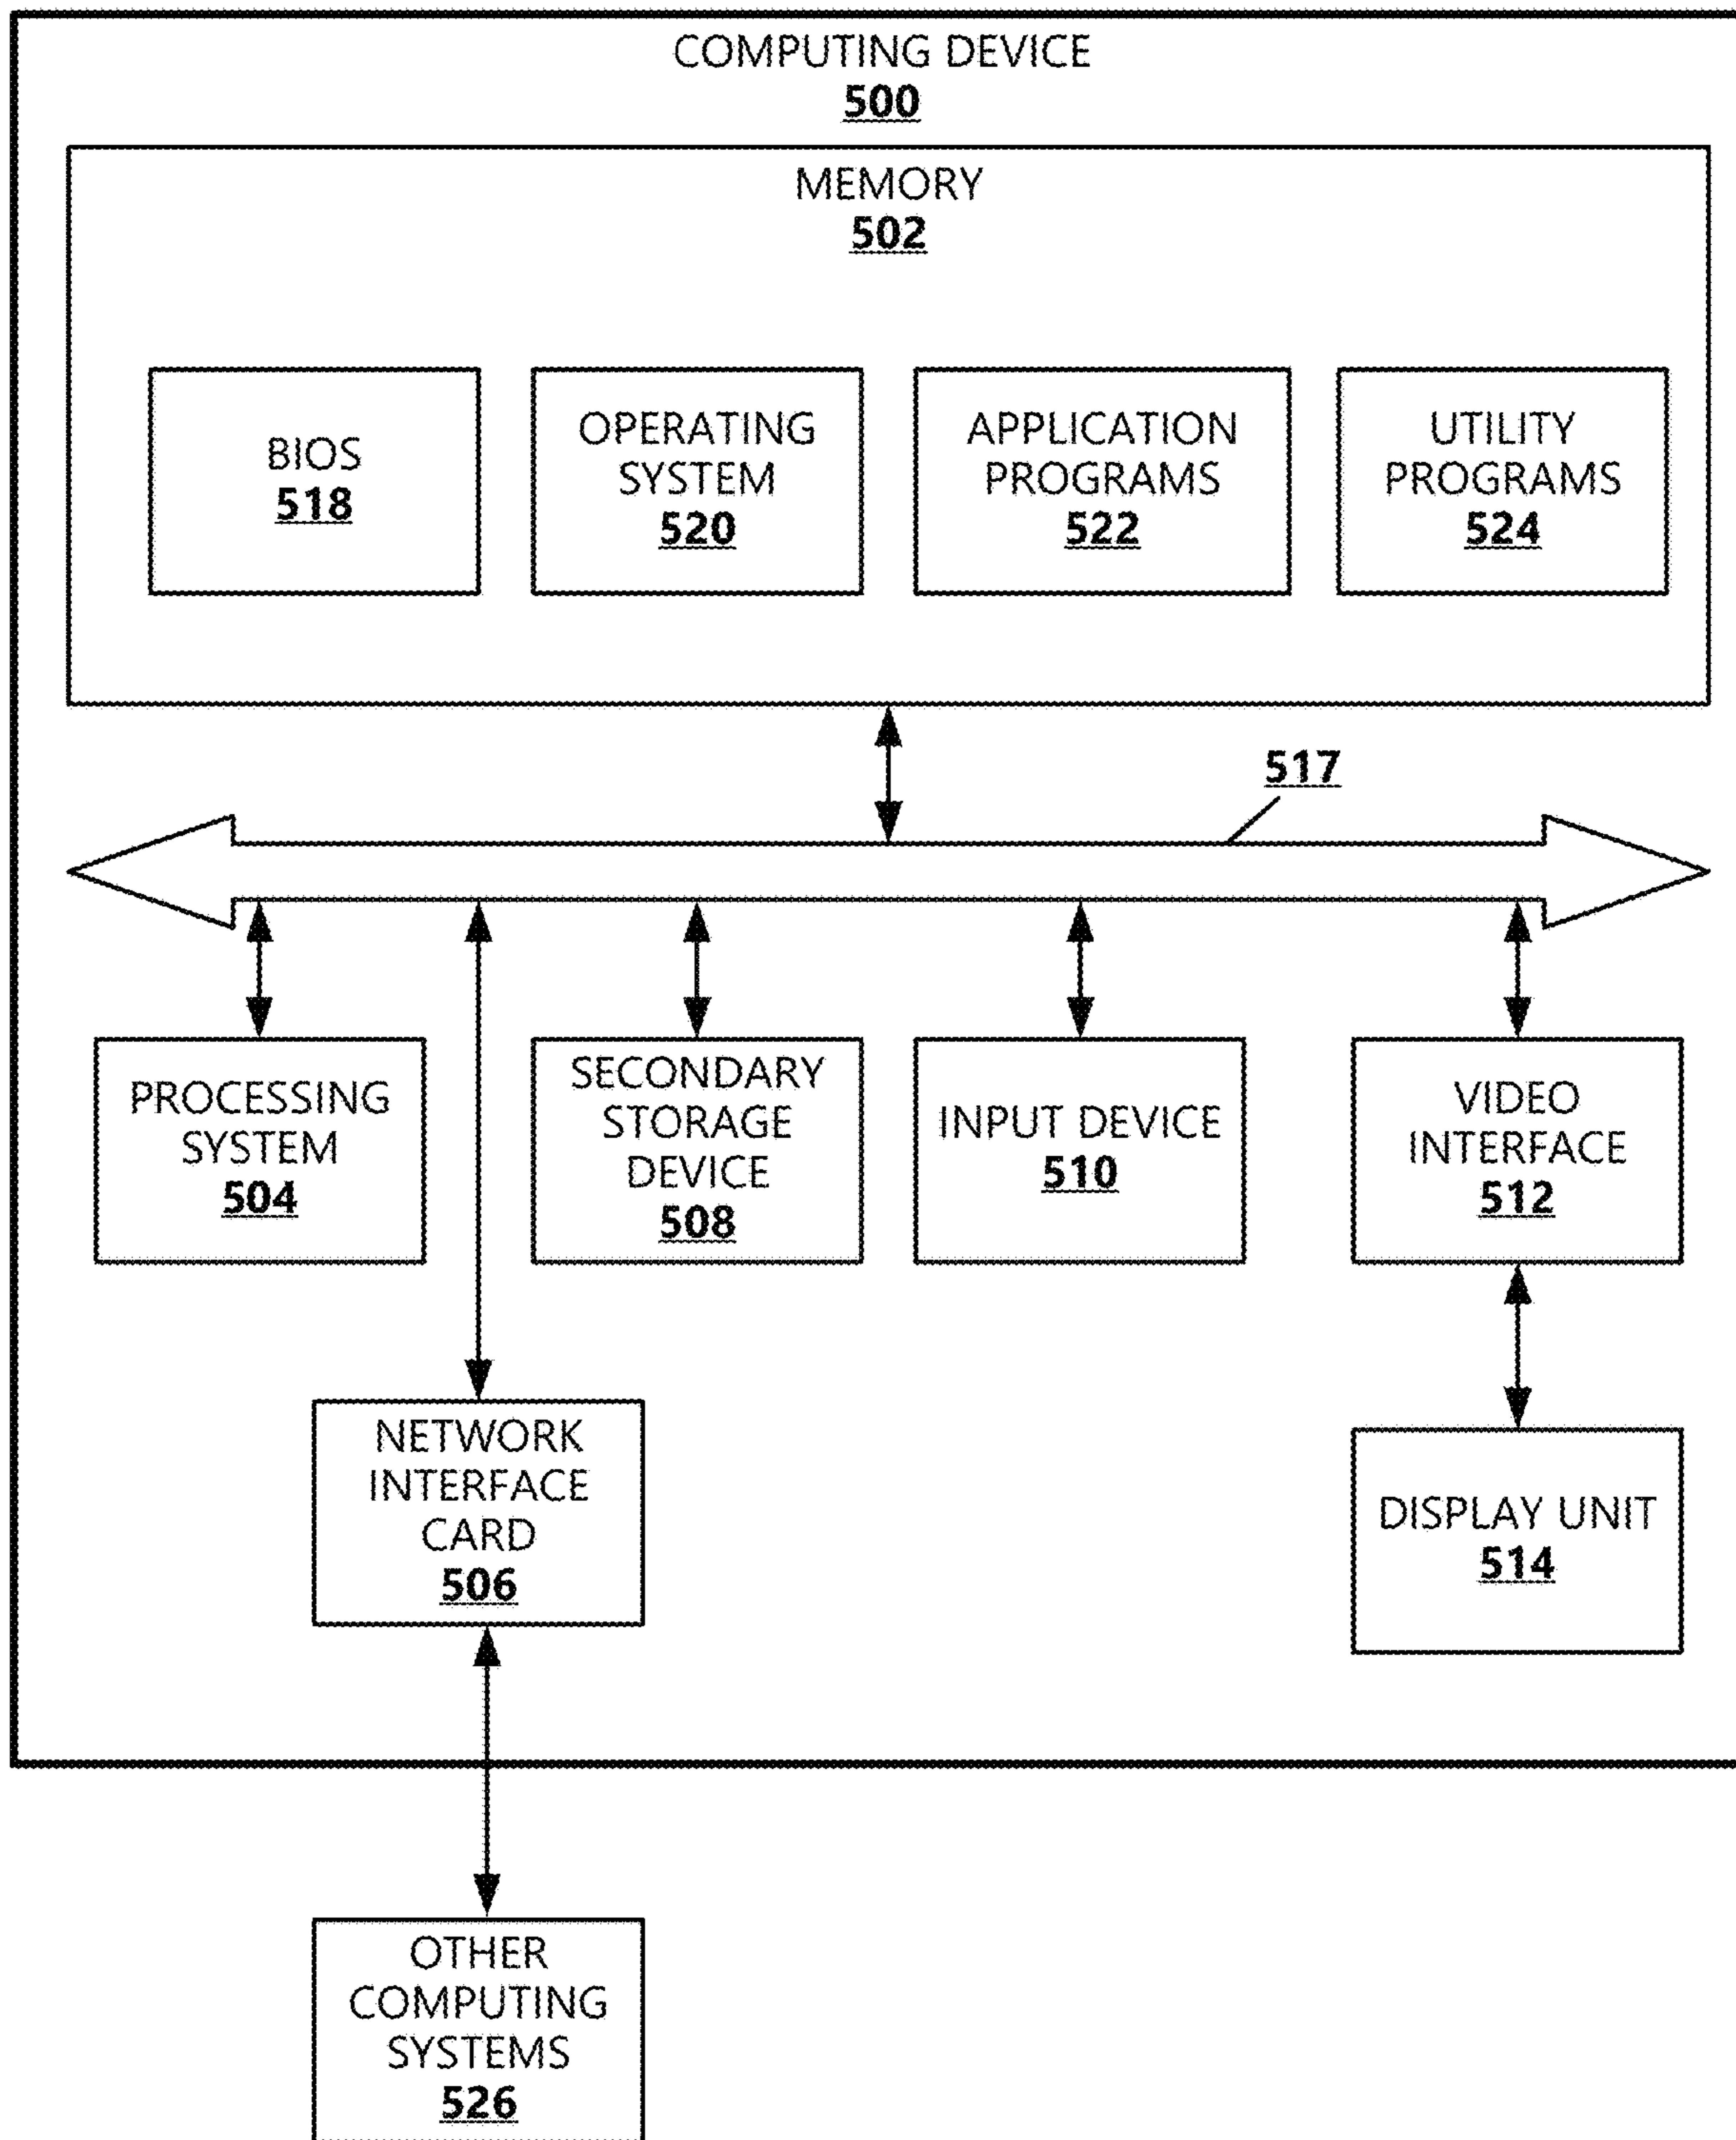 COMPUTING DEVICE
500
MEMORY
502
BIOS
518
OPERATING
SYSTEM
520
APPLICATION
PROGRAMS
522
UTILITY
PROGRAMS
524
517
PROCESSING
SYSTEM
504
SECONDARY
STORAGE
DEVICE
508
INPUT DEVICE
510
VIDEO
INTERFACE
512
NETWORK
INTERFACE
CARD
506
DISPLAY UNIT
514
OTHER
COMPUTING
SYSTEMS
526